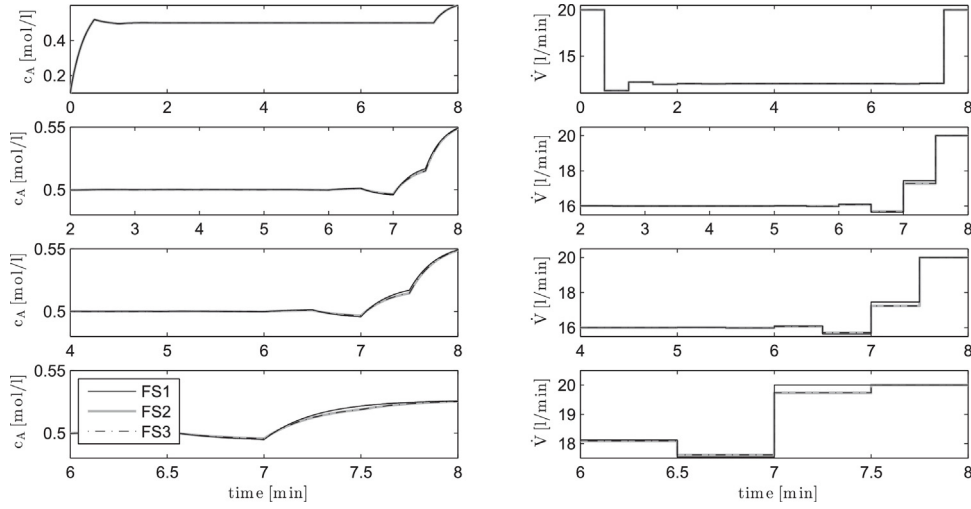 c_A [mol/l]
0.4
0.2
0 2 4 6 8
V̇ [l/min]
20
15
0 2 4 6 8
c_A [mol/l]
0.55
0.5
2 3 4 5 6 7 8
V̇ [l/min]
20
18
16
2 3 4 5 6 7 8
c_A [mol/l]
0.55
0.5
4 5 6 7 8
V̇ [l/min]
20
18
16
4 5 6 7 8
c_A [mol/l]
0.55
0.5
FS1
FS2
FS3
6 6.5 7 7.5 8
time [min]
V̇ [l/min]
20
19
18
6 6.5 7 7.5 8
time [min]